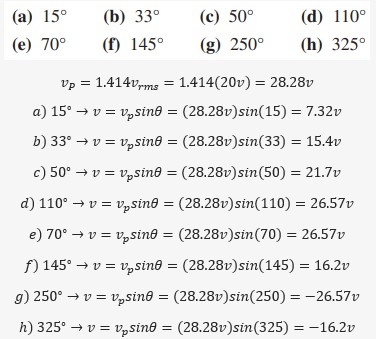 (a) 15° (b) 33° (c) 50° (d) 110°
(e) 70° (f) 145° (g) 250° (h) 325°
v_P = 1.414v_rms = 1.414(20v) = 28.28v
a) 15° → v = v_p sinθ = (28.28v)sin(15) = 7.32v
b) 33° → v = v_p sinθ = (28.28v)sin(33) = 15.4v
c) 50° → v = v_p sinθ = (28.28v)sin(50) = 21.7v
d) 110° → v = v_p sinθ = (28.28v)sin(110) = 26.57v
e) 70° → v = v_p sinθ = (28.28v)sin(70) = 26.57v
f) 145° → v = v_p sinθ = (28.28v)sin(145) = 16.2v
g) 250° → v = v_p sinθ = (28.28v)sin(250) = −26.57v
h) 325° → v = v_p sinθ = (28.28v)sin(325) = −16.2v